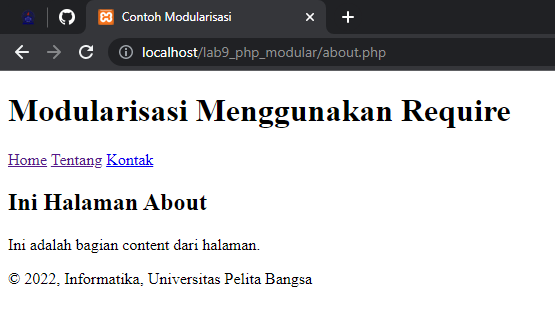 Contoh Modularisasi
localhost/lab9_php_modular/about.php
Modularisasi Menggunakan Require
Home Tentang Kontak
Ini Halaman About
Ini adalah bagian content dari halaman.
© 2022, Informatika, Universitas Pelita Bangsa